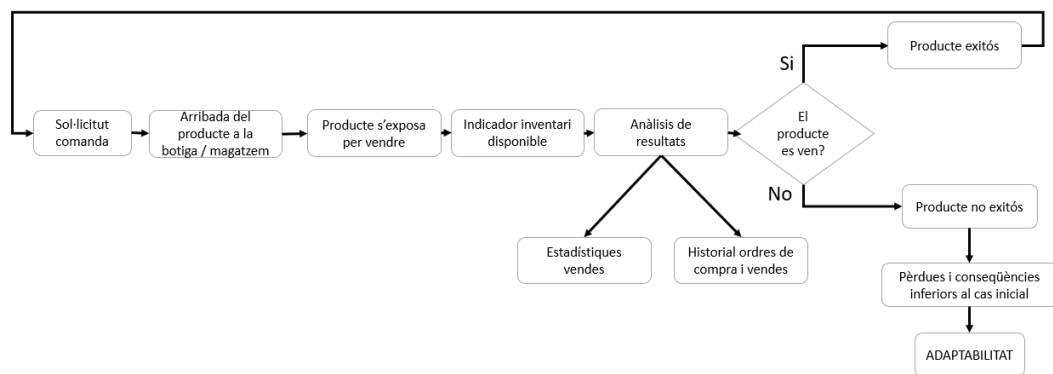 Producte exitós
Si
Sol·licitut
comanda
Arribada del
producte a la
botiga / magatzem
Producte s'exposa
per vendre
Indicador inventari
disponible
Anàlisis de
resultats
El
producte
es ven?
No
Producte no exitós
Estadístiques
vendes
Historial ordres de
compra i vendes
Pèrdues i conseqüències
inferiors al cas inicial
ADAPTABILITAT